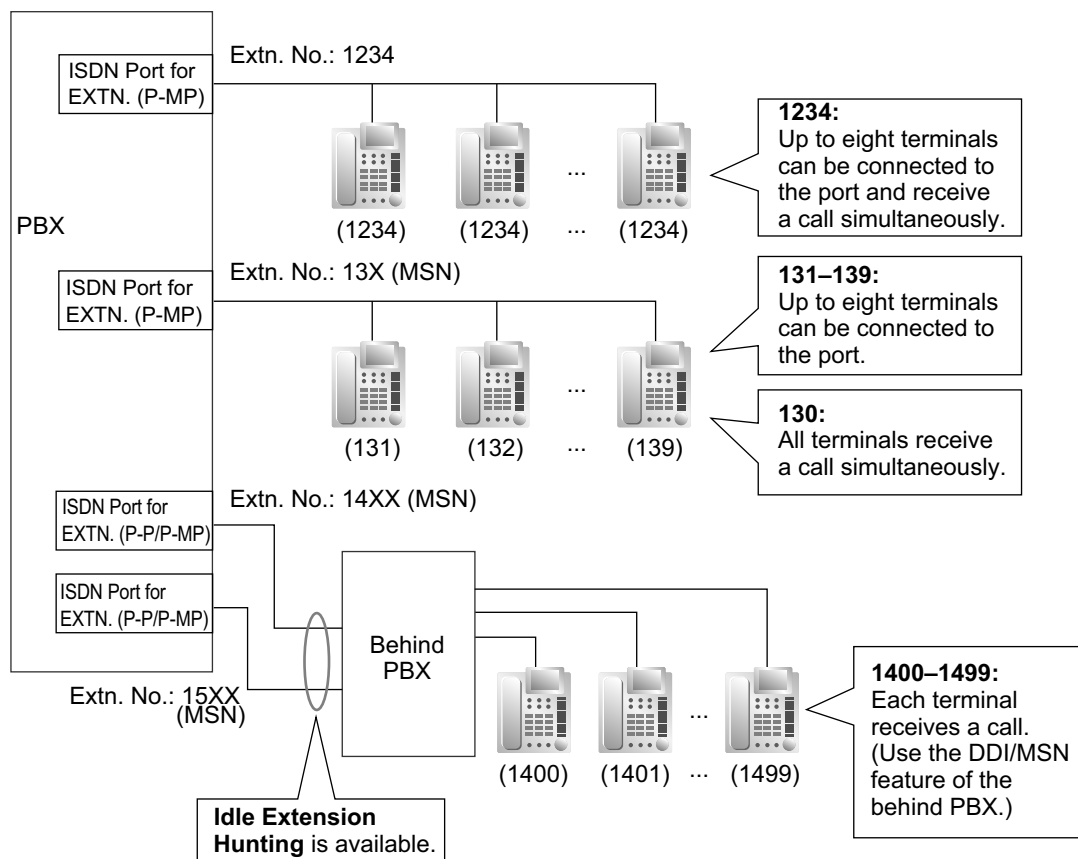 Extn. No.: 1234
ISDN Port for
EXTN. (P-MP)
1234:
Up to eight terminals
can be connected to
the port and receive
a call simultaneously.
...
PBX
(1234) (1234) ... (1234)
Extn. No.: 13X (MSN)
ISDN Port for
EXTN. (P-MP)
131–139:
Up to eight terminals
can be connected to
the port.
...
130:
All terminals receive
a call simultaneously.
(131) (132) ... (139)
Extn. No.: 14XX (MSN)
ISDN Port for
EXTN. (P-P/P-MP)
ISDN Port for
EXTN. (P-P/P-MP)
Behind
PBX
Extn. No.: 15XX
(MSN)
1400–1499:
Each terminal
receives a call.
(Use the DDI/MSN
feature of the
behind PBX.)
...
(1400) (1401) ... (1499)
Idle Extension
Hunting is available.